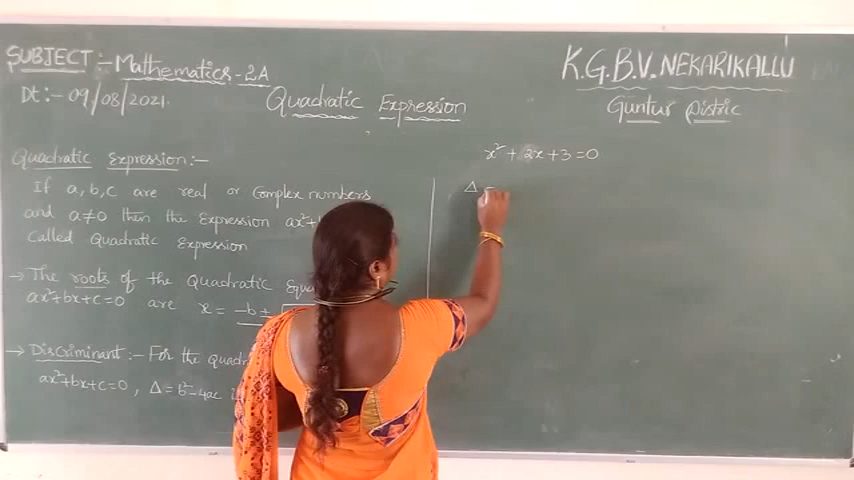 SUBJECT:- Mathematics-2A
Dt:- 09/08/2021.
K.G.B.V. NEKARIKALLU
Guntur Distric
Quadratic Expression
Quadratic Expression:-
If a, b, c are real or Complex numbers
and a≠0 then the Expression ax²+
Called Quadratic Expression
→ The roots of the Quadratic
ax²+bx+c=0 are x = -b ±
→ Discriminant:- For the
ax²+bx+c=0, Δ=b²-4ac
x² + 2x + 3 = 0
Δ =